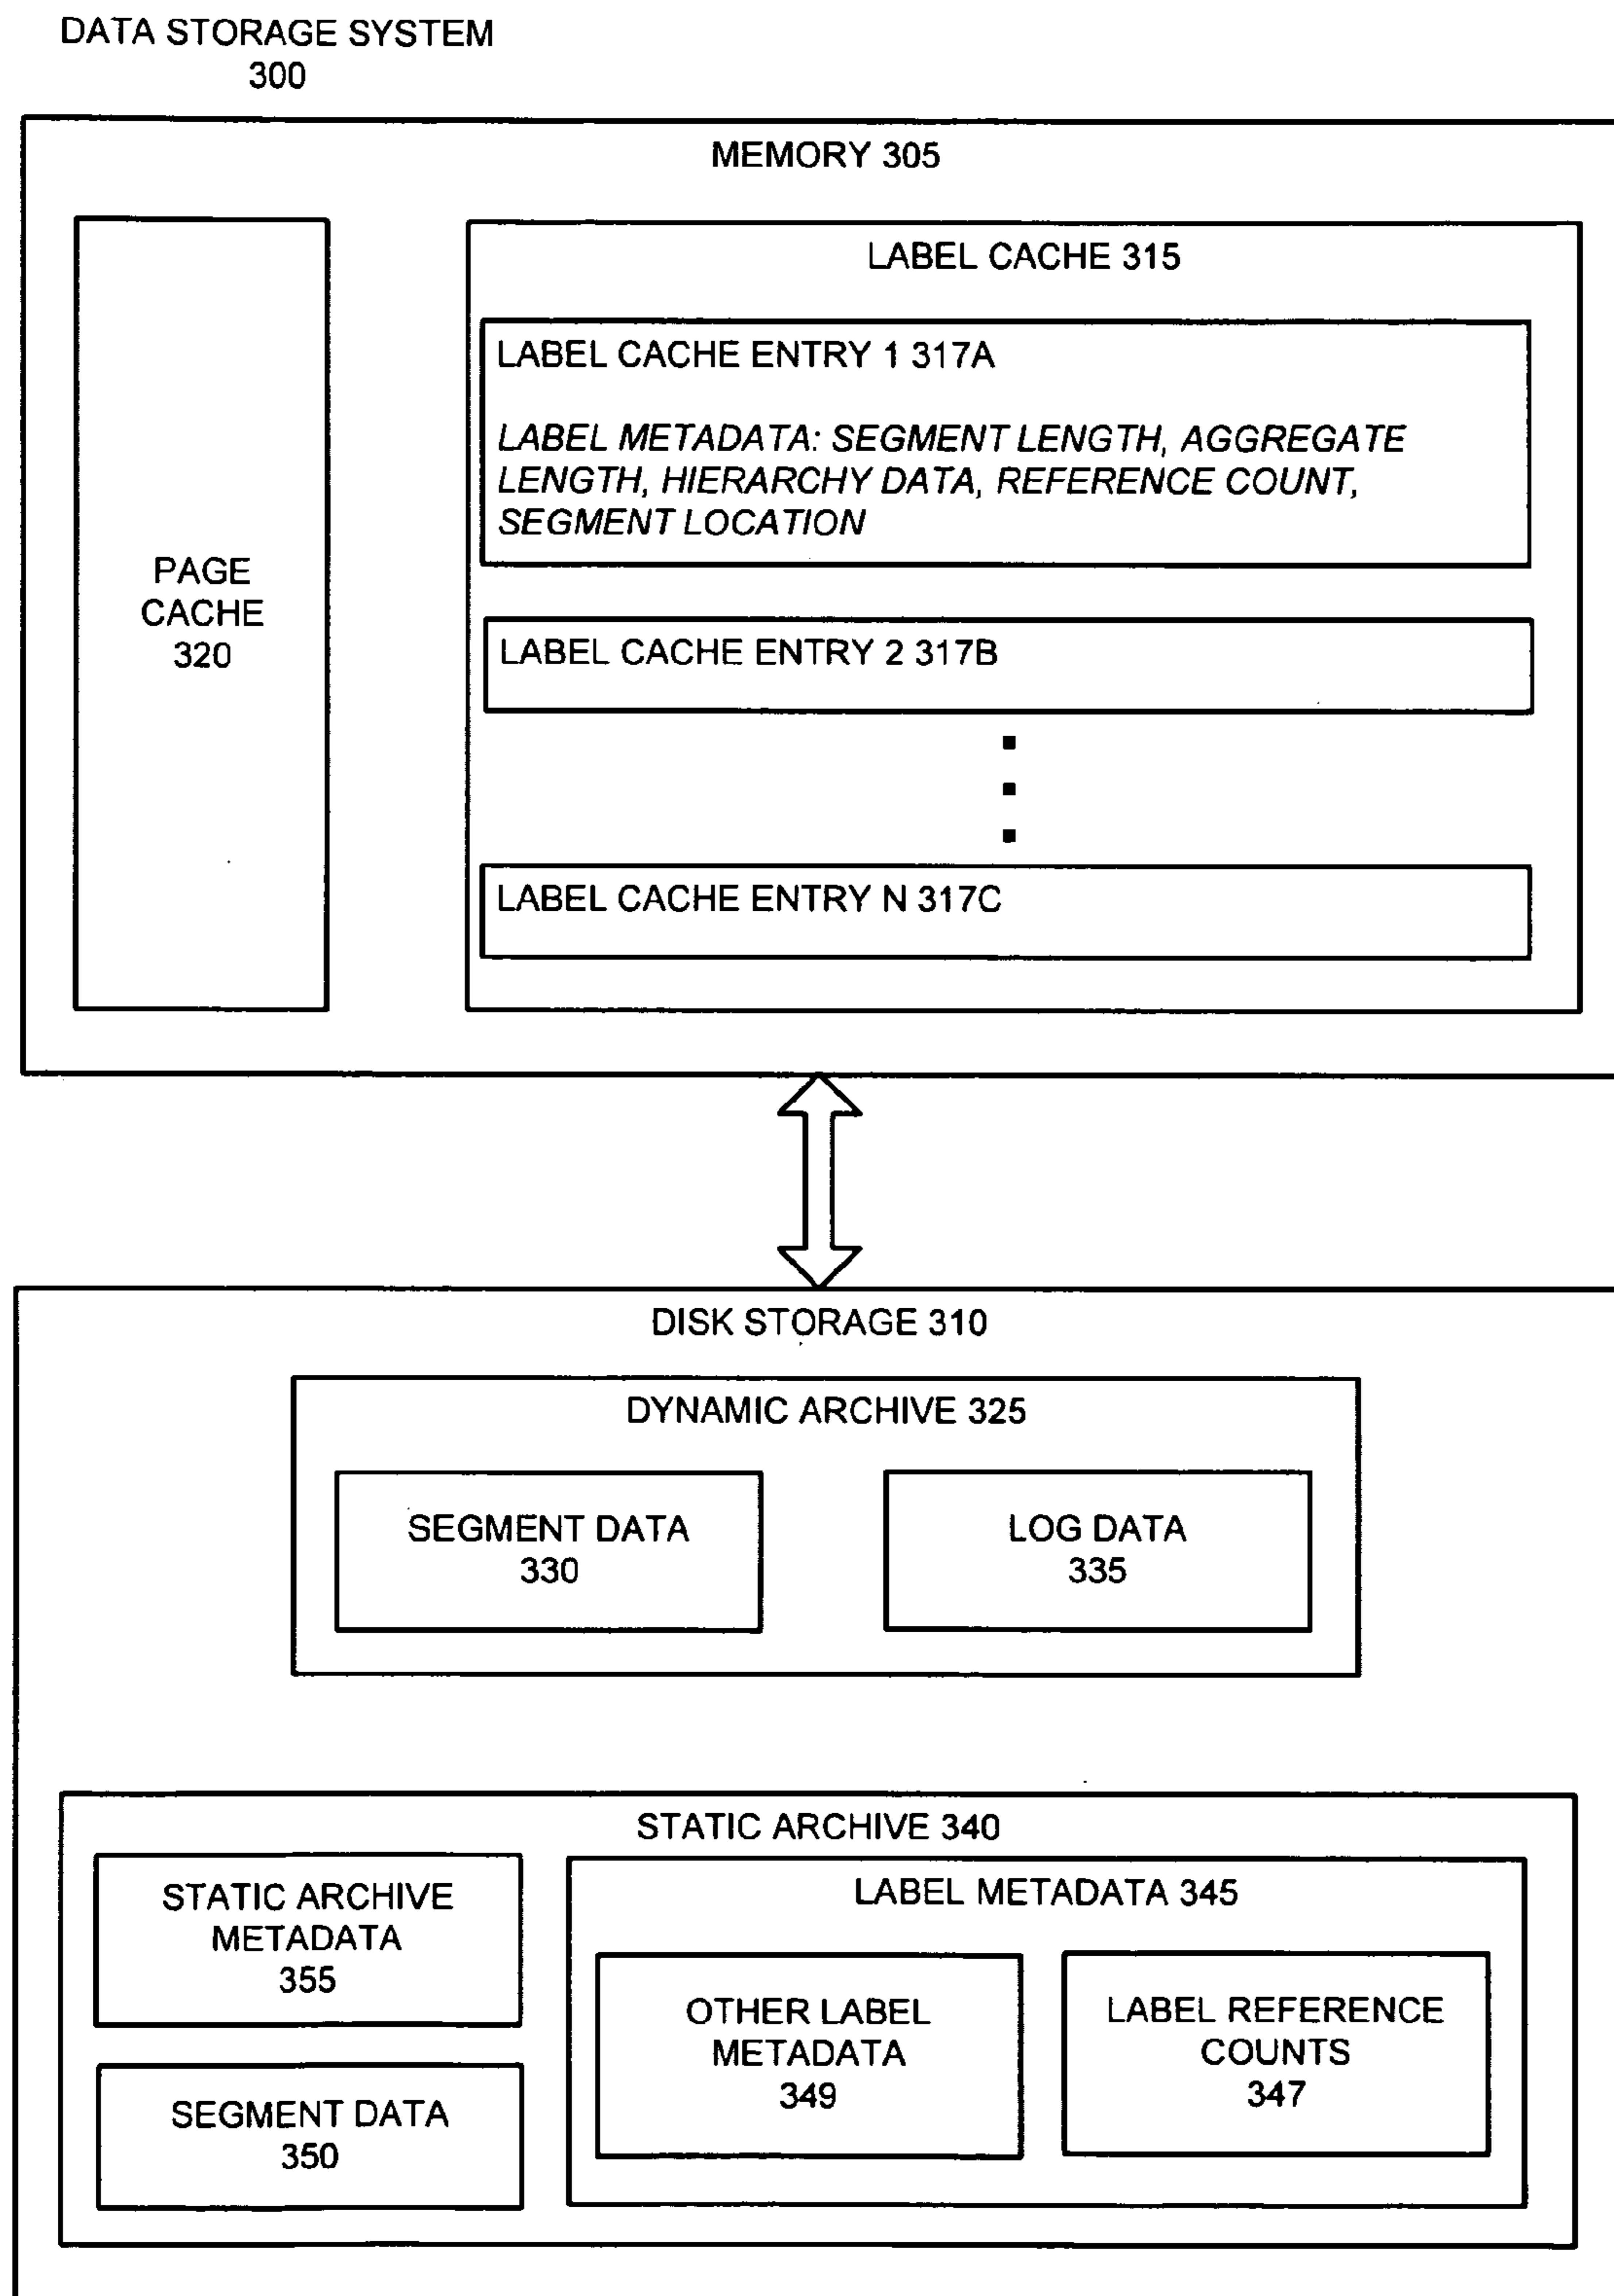 DATA STORAGE SYSTEM
300
MEMORY 305
PAGE
CACHE
320
LABEL CACHE 315
LABEL CACHE ENTRY 1 317A
LABEL METADATA: SEGMENT LENGTH, AGGREGATE
LENGTH, HIERARCHY DATA, REFERENCE COUNT,
SEGMENT LOCATION
LABEL CACHE ENTRY 2 317B
LABEL CACHE ENTRY N 317C
DISK STORAGE 310
DYNAMIC ARCHIVE 325
SEGMENT DATA
330
LOG DATA
335
STATIC ARCHIVE 340
STATIC ARCHIVE
METADATA
355
SEGMENT DATA
350
LABEL METADATA 345
OTHER LABEL
METADATA
349
LABEL REFERENCE
COUNTS
347